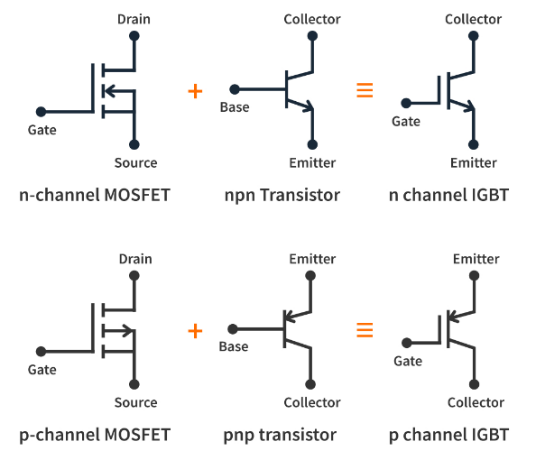 Drain Collector Collector
+ ≡
Base
Gate Gate
Source Emitter Emitter
n-channel MOSFET npn Transistor n channel IGBT
Drain Emitter Emitter
+ ≡
Base
Gate Gate
Source Collector Collector
p-channel MOSFET pnp transistor p channel IGBT